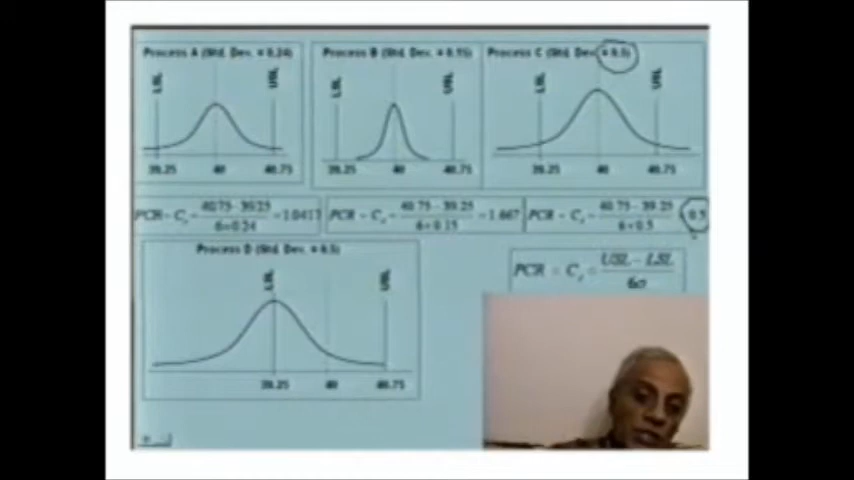 Process A (Std. Dev. = 0.24)
LSL
USL
39.25 40 40.75
Process B (Std. Dev. = 0.15)
LSL
USL
39.25 40 40.75
Process C (Std. Dev. = 0.5)
LSL
USL
39.25 40 40.75
PCR = C = 40.75 - 39.25 / 6×0.24 = 1.0417
PCR = C = 40.75 - 39.25 / 6×0.15 = 1.667
PCR = C = 40.75 - 39.25 / 6×0.5 0.5
Process D (Std. Dev. = 0.5)
LSL
USL
39.25 40 40.75
PCR = C = USL - LSL / 6σ